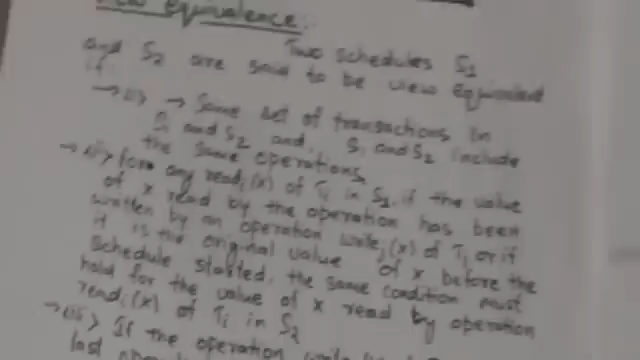 View equivalence:
Two schedules S1
and S2 are said to be view equivalent
if
→ i> → Same set of transactions in
S1 and S2 and, S1 and S2 include
the same operations.
→ ii> for any readi(x) of Ti in S1, if the value
of x read by the operation has been
written by an operation writej(x) of Tj or if
it is the original value of x before the
schedule started, the same condition must
hold for the value of x read by operation
readi(x) of Ti in S2
→ iii> If the operation
last